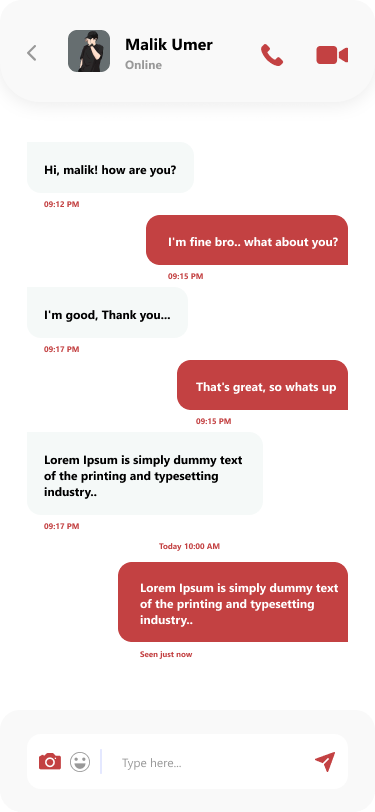 Malik Umer
Online
Hi, malik! how are you?
09:12 PM
I'm fine bro.. what about you?
09:15 PM
I'm good, Thank you...
09:17 PM
That's great, so whats up
09:15 PM
Lorem Ipsum is simply dummy text
of the printing and typesetting
industry..
09:17 PM
Today 10:00 AM
Lorem Ipsum is simply dummy text
of the printing and typesetting
industry..
Seen just now
Type here...